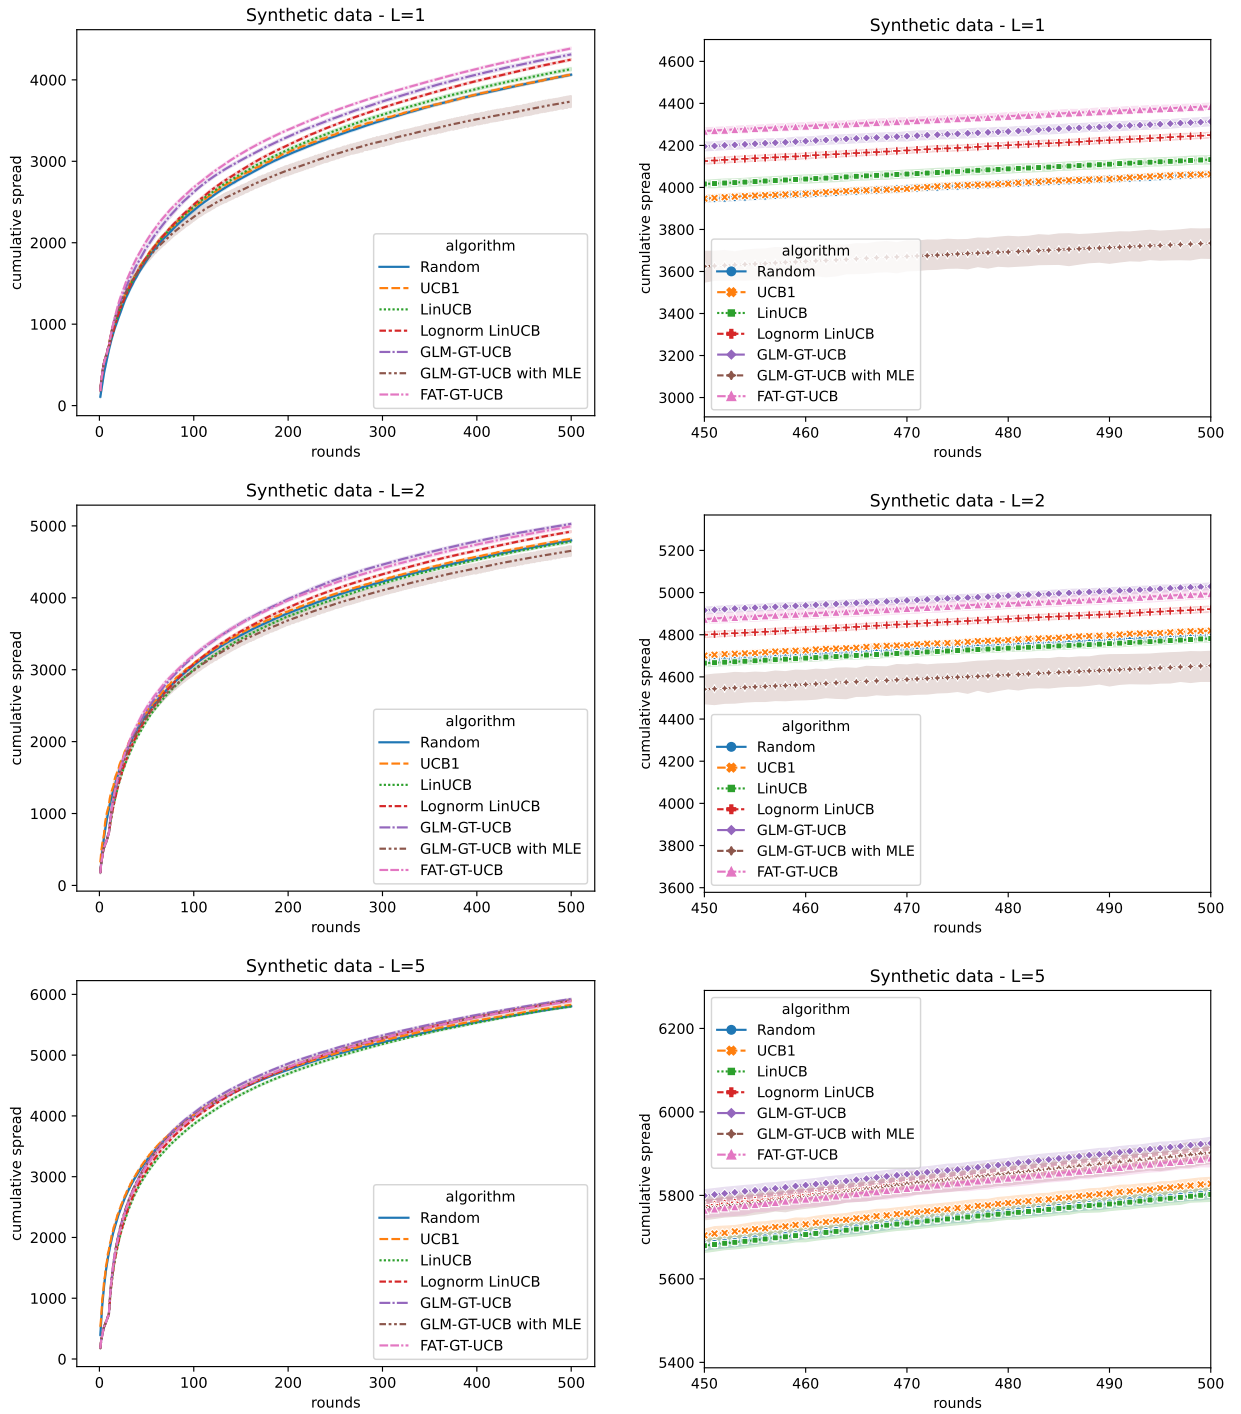 Synthetic data - L=1
cumulative spread
4000
3000
2000
1000
0
algorithm
Random
UCB1
LinUCB
Lognorm LinUCB
GLM-GT-UCB
GLM-GT-UCB with MLE
FAT-GT-UCB
0 100 200 300 400 500
rounds
Synthetic data - L=1
cumulative spread
4600
4400
4200
4000
3800
3600
3400
3200
3000
algorithm
Random
UCB1
LinUCB
Lognorm LinUCB
GLM-GT-UCB
GLM-GT-UCB with MLE
FAT-GT-UCB
450 460 470 480 490 500
rounds
Synthetic data - L=2
cumulative spread
5000
4000
3000
2000
1000
0
algorithm
Random
UCB1
LinUCB
Lognorm LinUCB
GLM-GT-UCB
GLM-GT-UCB with MLE
FAT-GT-UCB
0 100 200 300 400 500
rounds
Synthetic data - L=2
cumulative spread
5200
5000
4800
4600
4400
4200
4000
3800
3600
algorithm
Random
UCB1
LinUCB
Lognorm LinUCB
GLM-GT-UCB
GLM-GT-UCB with MLE
FAT-GT-UCB
450 460 470 480 490 500
rounds
Synthetic data - L=5
cumulative spread
6000
5000
4000
3000
2000
1000
0
algorithm
Random
UCB1
LinUCB
Lognorm LinUCB
GLM-GT-UCB
GLM-GT-UCB with MLE
FAT-GT-UCB
0 100 200 300 400 500
rounds
Synthetic data - L=5
cumulative spread
6200
6000
5800
5600
5400
algorithm
Random
UCB1
LinUCB
Lognorm LinUCB
GLM-GT-UCB
GLM-GT-UCB with MLE
FAT-GT-UCB
450 460 470 480 490 500
rounds